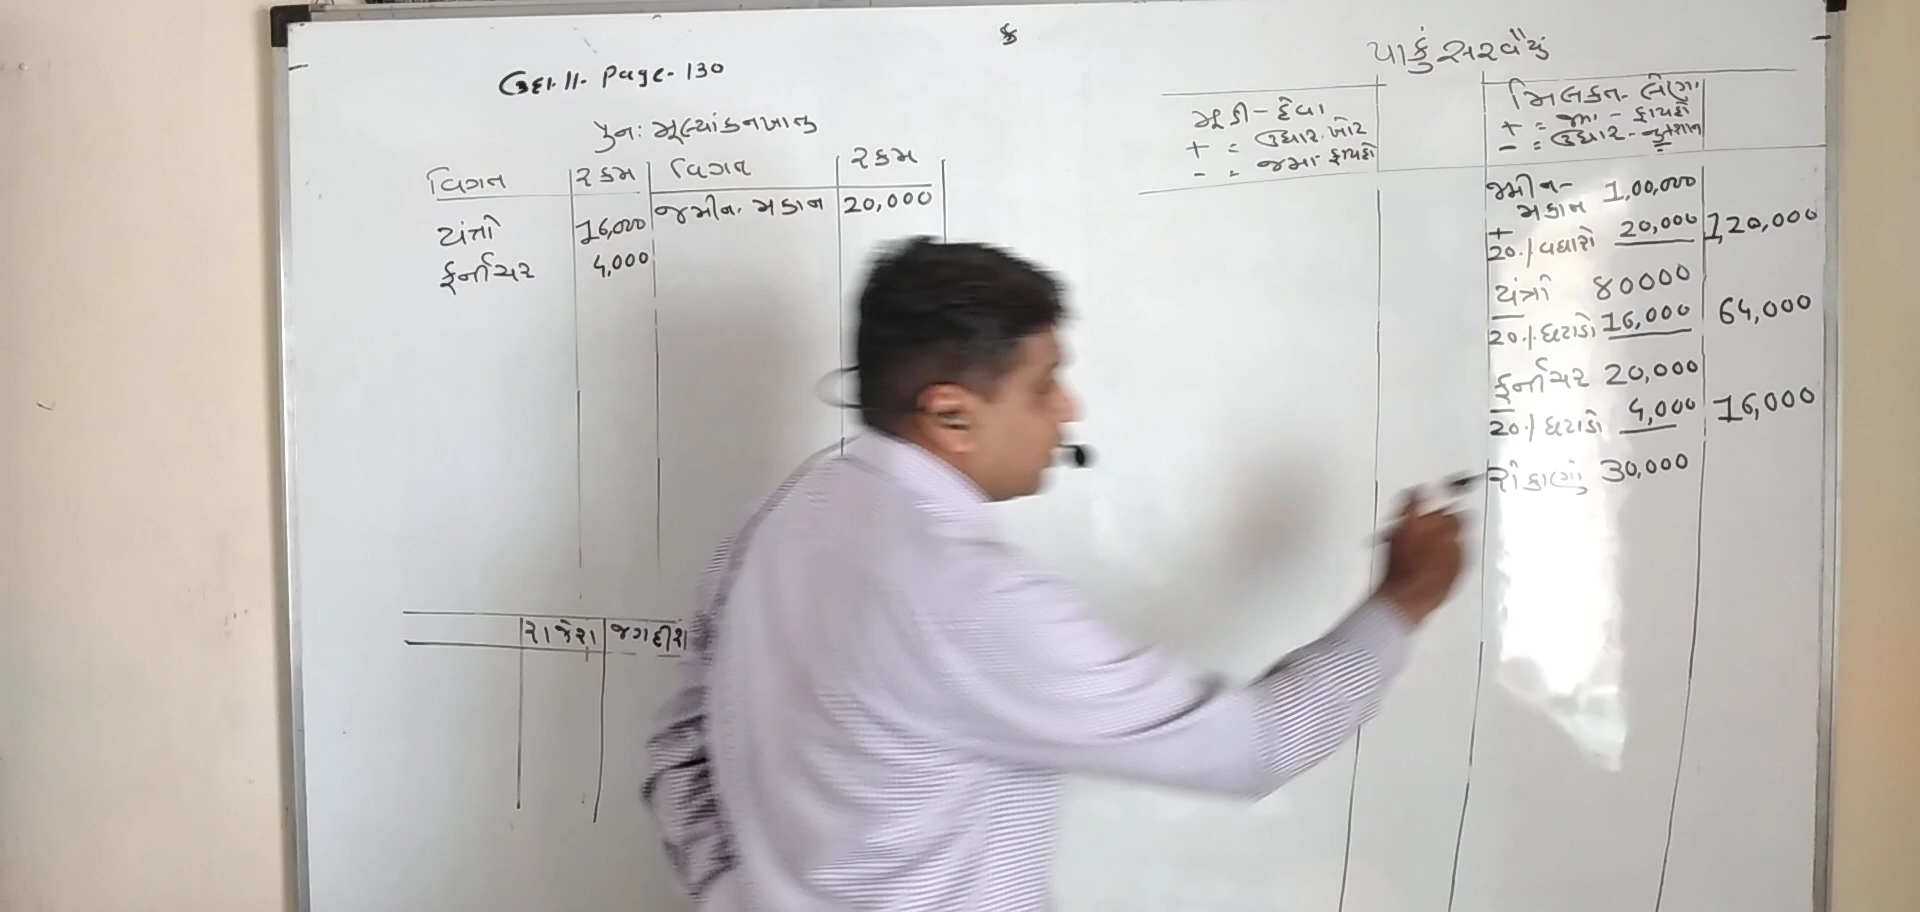 ઉદા.11. Page-130
પુન: મૂલ્યાંકન ખાતુ
વિગત રકમ વિગત રકમ
યંત્રો 16,000 જમીન. મકાન 20,000
ફર્નીચર 4,000
રાકેશ જગદીશ
પાકું સરવૈયું
મૂડી - દેવા
+ = ઉધાર. ખોટ
- = જમા ફાયદો
મિલકત - લેણા
+ = જમા - ફાયદો
- = ઉધાર - નુકશાન
જમીન- 1,00,000
મકાન
+
20./. વધારો 20,000 1,20,000
યંત્રો 80000
-
20./. ઘટાડો 16,000 64,000
ફર્નીચર 20,000
-
20./. ઘટાડો 4,000 16,000
રોકાણો 30,000